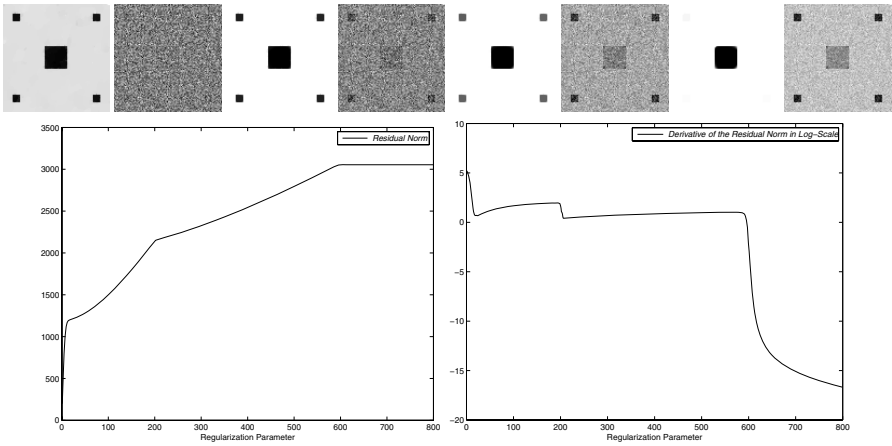 3500
3000
2500
2000
1500
1000
500
0
Residual Norm
0 100 200 300 400 500 600 700 800
Regularization Parameter
10
5
0
−5
−10
−15
−20
Derivative of the Residual Norm in Log−Scale
0 100 200 300 400 500 600 700 800
Regularization Parameter